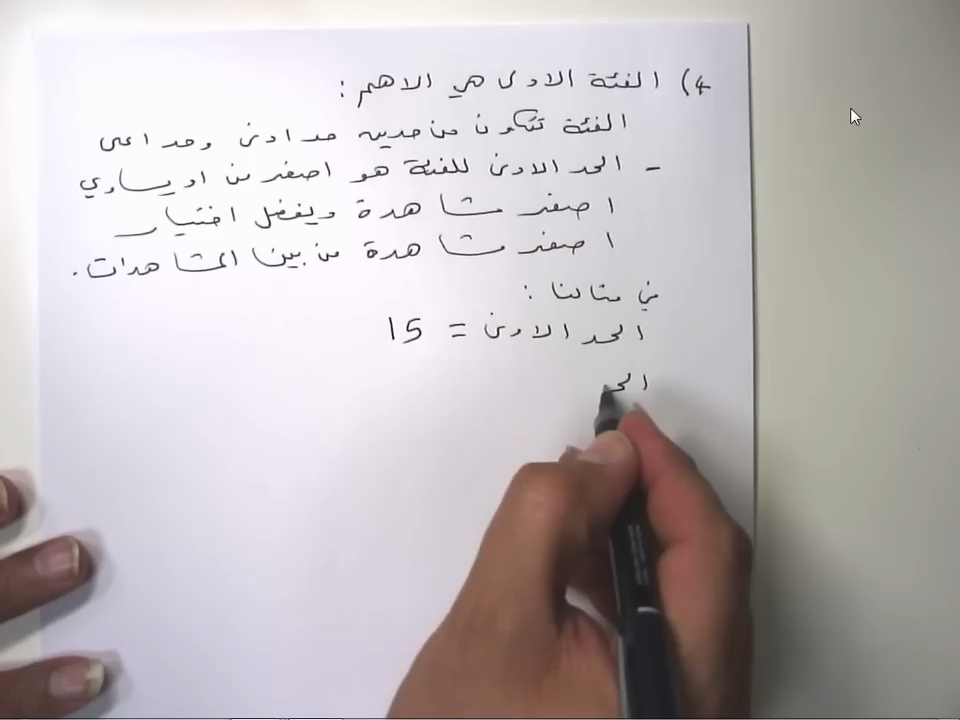 4) الفئة الاولى هي الاهم :
الفئة تتكون من حدين حد ادنى وحد اعلى
- الحد الادنى للفئة هو اصغر من او يساوي
اصغر مشاهدة ويفضل اختيار
اصغر مشاهدة من بين المشاهدات .
في مثالنا :
الحد الادنى = 15
الحد